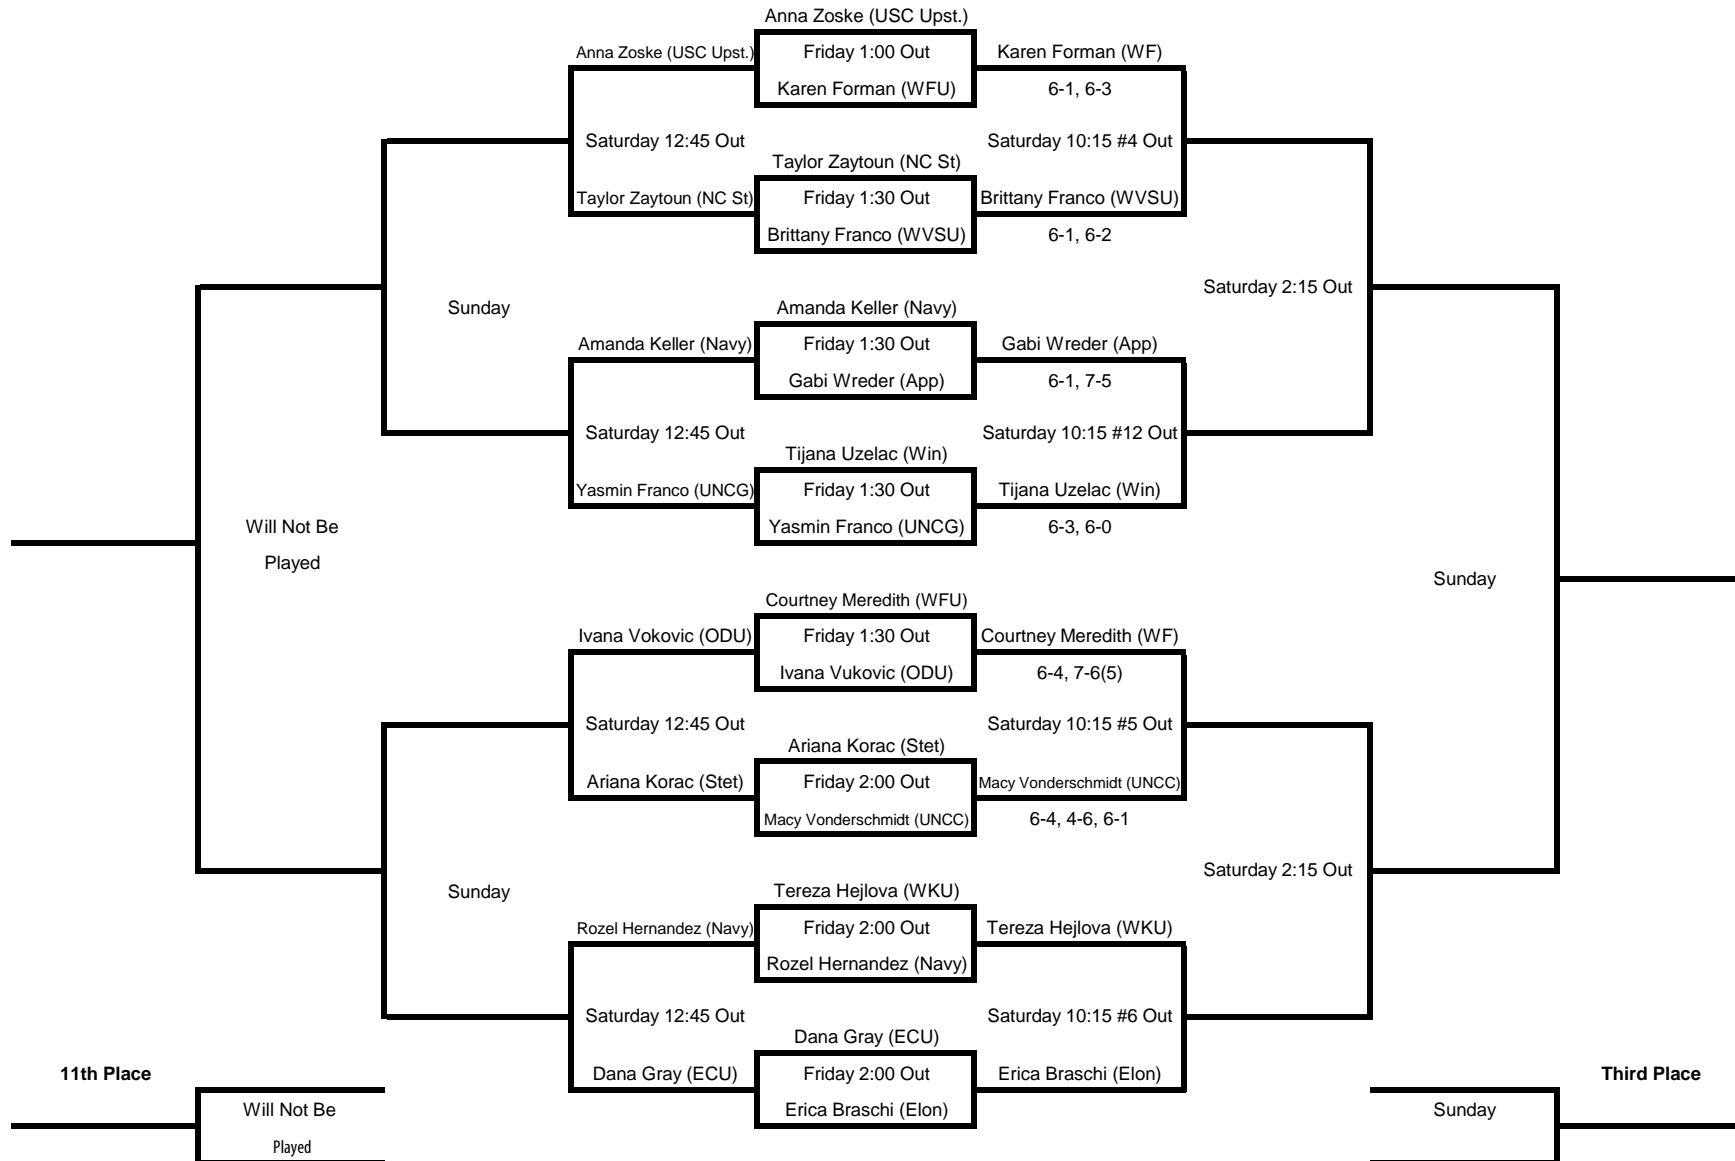 Anna Zoske (USC Upst.)
Anna Zoske (USC Upst.) Friday 1:00 Out Karen Forman (WF)
Karen Forman (WFU) 6-1, 6-3
Saturday 12:45 Out Saturday 10:15 #4 Out
Taylor Zaytoun (NC St)
Taylor Zaytoun (NC St) Friday 1:30 Out Brittany Franco (WVSU)
Brittany Franco (WVSU) 6-1, 6-2
Saturday 2:15 Out
Sunday Amanda Keller (Navy)
Amanda Keller (Navy) Friday 1:30 Out Gabi Wreder (App)
Gabi Wreder (App) 6-1, 7-5
Saturday 12:45 Out Saturday 10:15 #12 Out
Tijana Uzelac (Win)
Yasmin Franco (UNCG) Friday 1:30 Out Tijana Uzelac (Win)
Will Not Be Yasmin Franco (UNCG) 6-3, 6-0
Played
Sunday
Courtney Meredith (WFU)
Ivana Vokovic (ODU) Friday 1:30 Out Courtney Meredith (WF)
Ivana Vukovic (ODU) 6-4, 7-6(5)
Saturday 12:45 Out Saturday 10:15 #5 Out
Ariana Korac (Stet)
Ariana Korac (Stet) Friday 2:00 Out Macy Vonderschmidt (UNCC)
Macy Vonderschmidt (UNCC) 6-4, 4-6, 6-1
Saturday 2:15 Out
Sunday Tereza Hejlova (WKU)
Rozel Hernandez (Navy) Friday 2:00 Out Tereza Hejlova (WKU)
Rozel Hernandez (Navy)
Saturday 12:45 Out Saturday 10:15 #6 Out
Dana Gray (ECU)
11th Place Dana Gray (ECU) Friday 2:00 Out Erica Braschi (Elon) Third Place
Will Not Be Erica Braschi (Elon) Sunday
Played